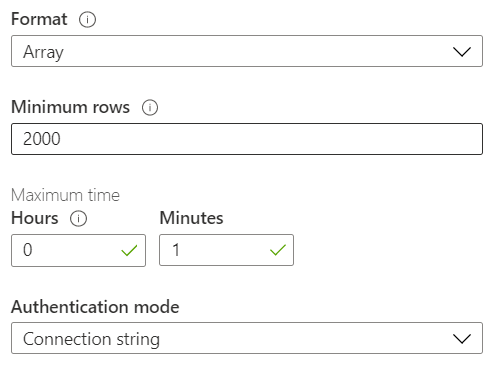 Format
Array
Minimum rows
2000
Maximum time
Hours Minutes
0 1
Authentication mode
Connection string